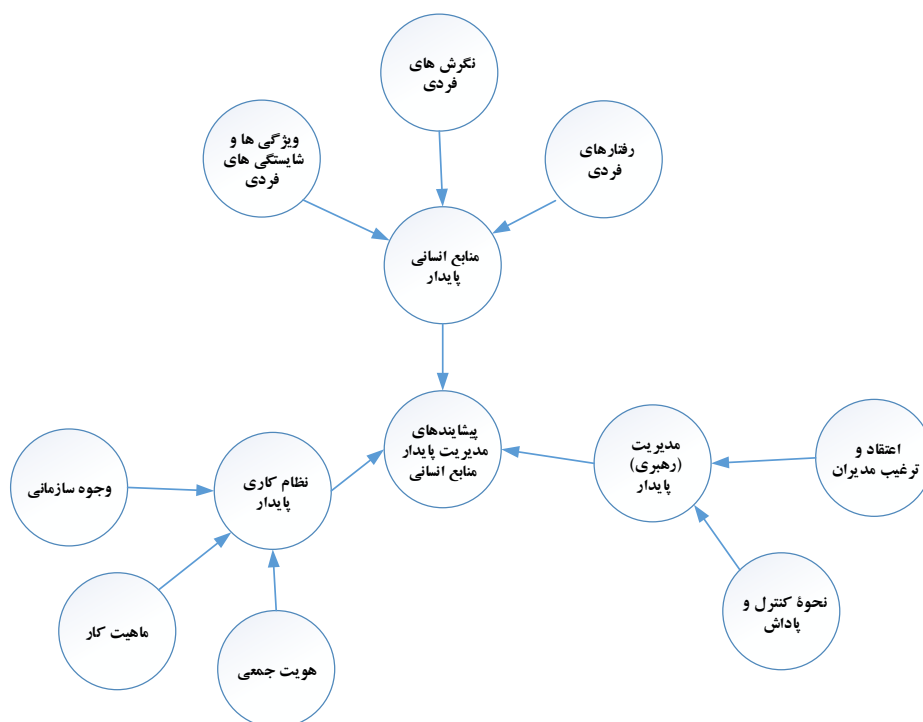 نگرش های
فردی
ویژگی ها و
شایستگی های
فردی
رفتارهای
فردی
منابع انسانی
پایدار
پیشایندهای
مدیریت پایدار
منابع انسانی
مدیریت
(رهبری)
پایدار
اعتقاد و
ترغیب مدیران
نحوهٔ کنترل و
پاداش
نظام کاری
پایدار
وجوه سازمانی
ماهیت کار
هویت جمعی